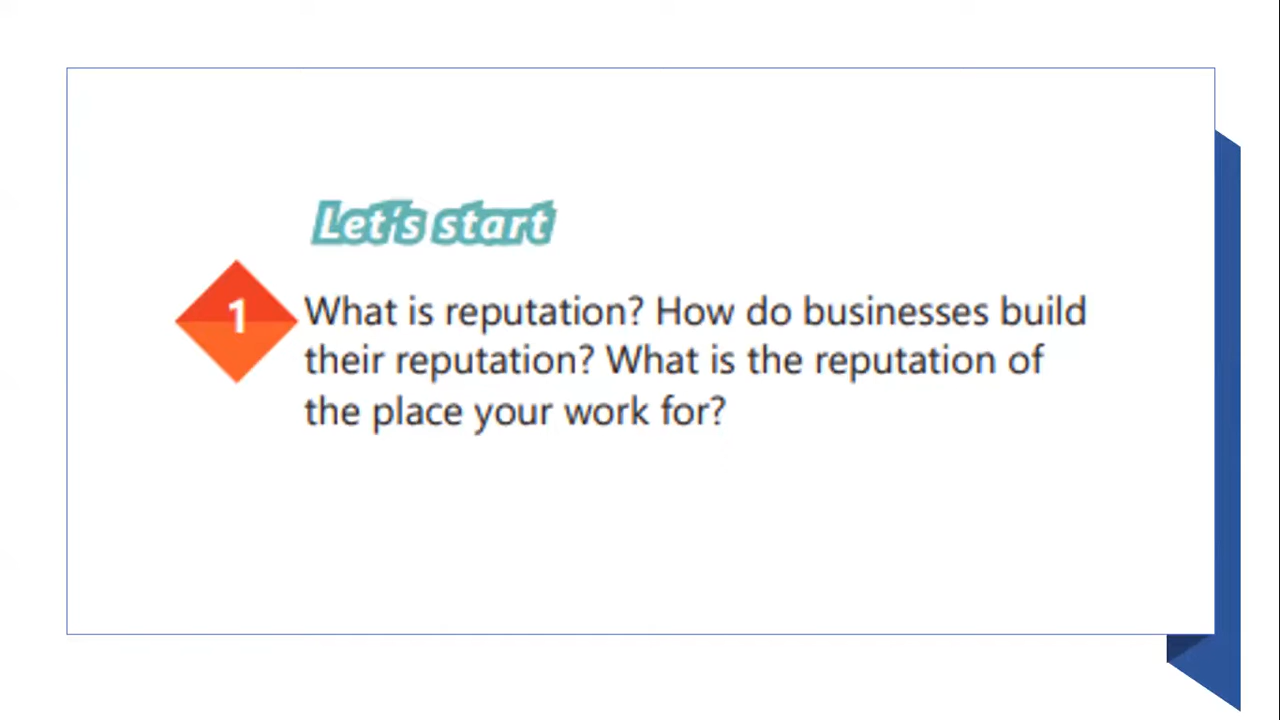 Let's start
1
What is reputation? How do businesses build
their reputation? What is the reputation of
the place your work for?